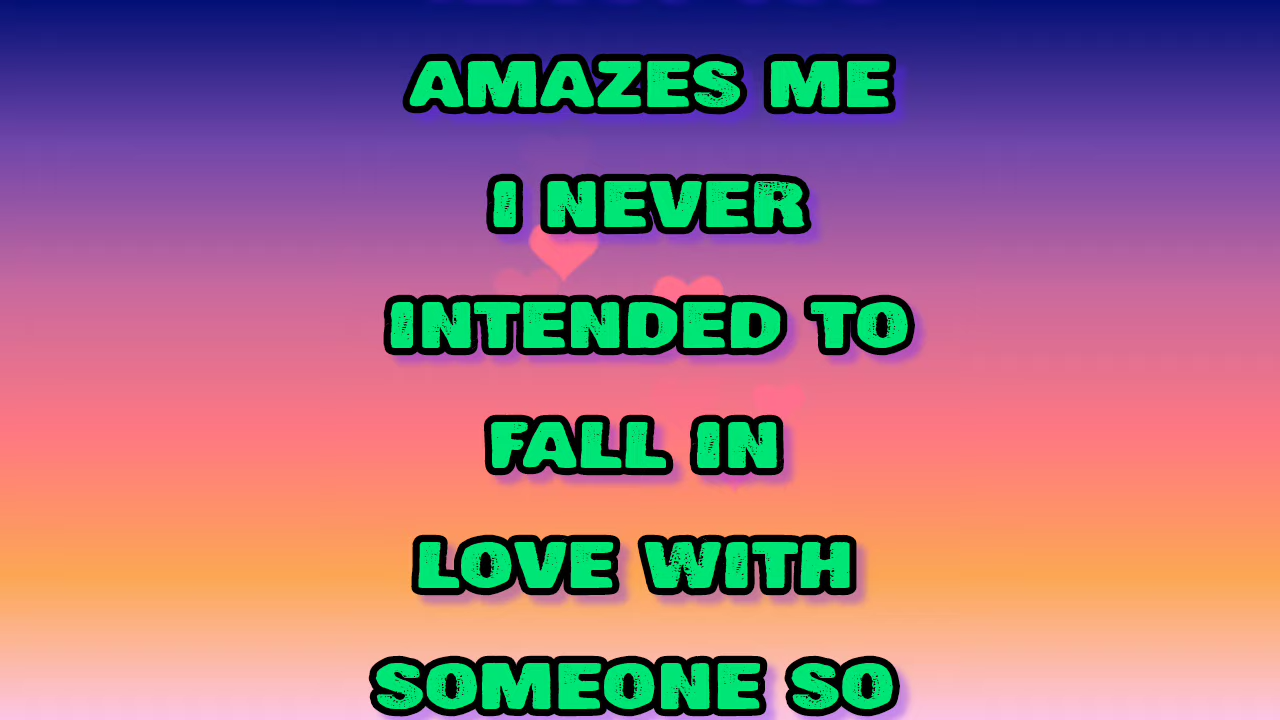 AMAZES ME
I NEVER
INTENDED TO
FALL IN
LOVE WITH
SOMEONE SO